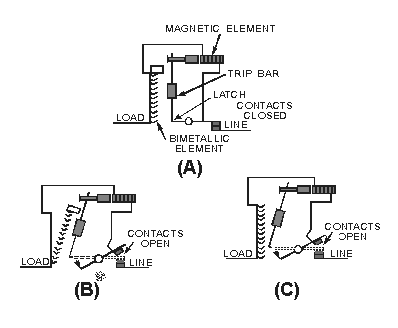 MAGNETIC ELEMENT
TRIP BAR
LATCH
CONTACTS
CLOSED
LOAD
LINE
BIMETALLIC
ELEMENT
(A)
CONTACTS
OPEN
LOAD
LINE
(B)
CONTACTS
OPEN
LOAD
LINE
(C)